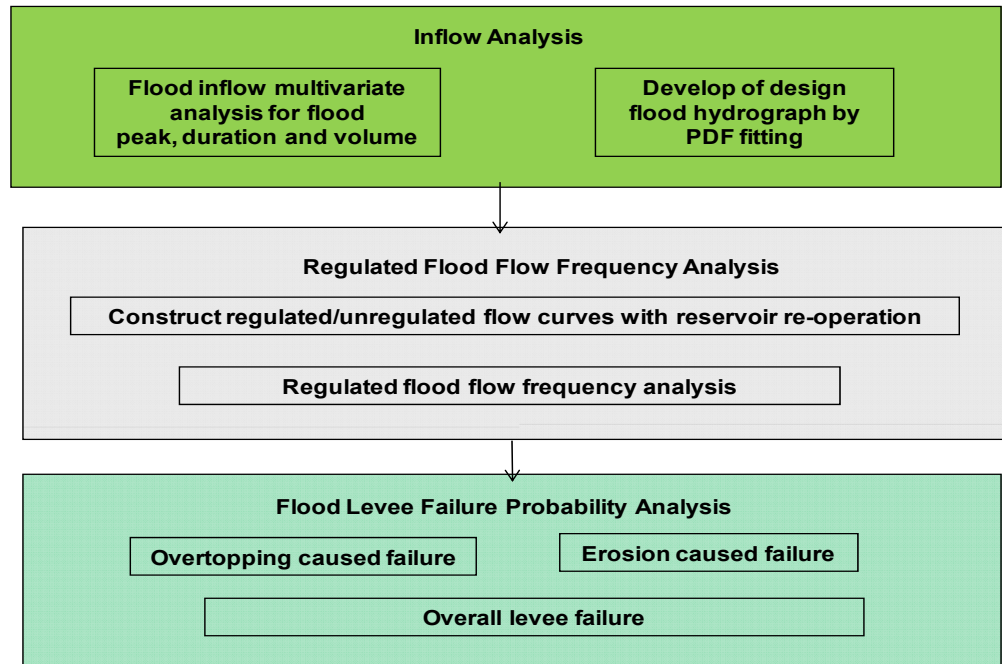 Inflow Analysis
Flood inflow multivariate
analysis for flood
peak, duration and volume
Develop of design
flood hydrograph by
PDF fitting
Regulated Flood Flow Frequency Analysis
Construct regulated/unregulated flow curves with reservoir re-operation
Regulated flood flow frequency analysis
Flood Levee Failure Probability Analysis
Overtopping caused failure
Erosion caused failure
Overall levee failure